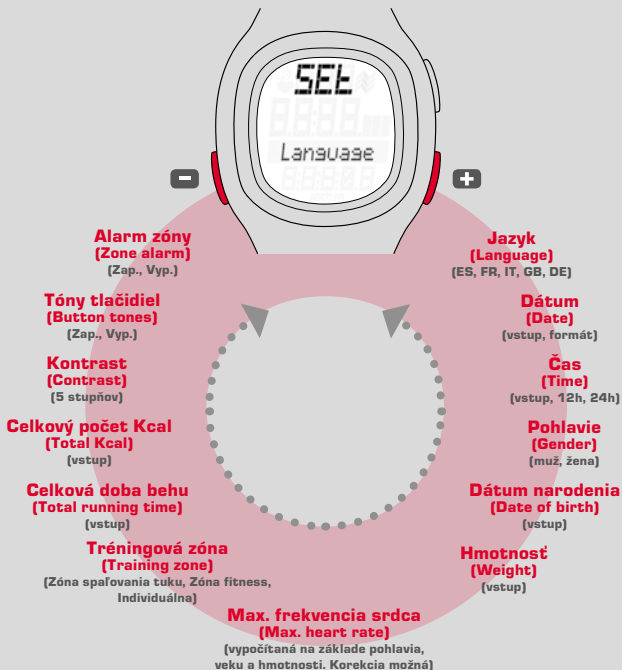 SEt
Language
-
+
Alarm zóny
(Zone alarm)
(Zap., Vyp.)
Tóny tlačidiel
(Button tones)
(Zap., Vyp.)
Kontrast
(Contrast)
(5 stupňov)
Celkový počet Kcal
(Total Kcal)
(vstup)
Celková doba behu
(Total running time)
(vstup)
Tréningová zóna
(Training zone)
(Zóna spaľovania tuku, Zóna fitness,
Individuálna)
Max. frekvencia srdca
(Max. heart rate)
(vypočítaná na základe pohlavia,
veku a hmotnosti. Korekcia možná)
Jazyk
(Language)
(ES, FR, IT, GB, DE)
Dátum
(Date)
(vstup, formát)
Čas
(Time)
(vstup, 12h, 24h)
Pohlavie
(Gender)
(muž, žena)
Dátum narodenia
(Date of birth)
(vstup)
Hmotnosť
(Weight)
(vstup)